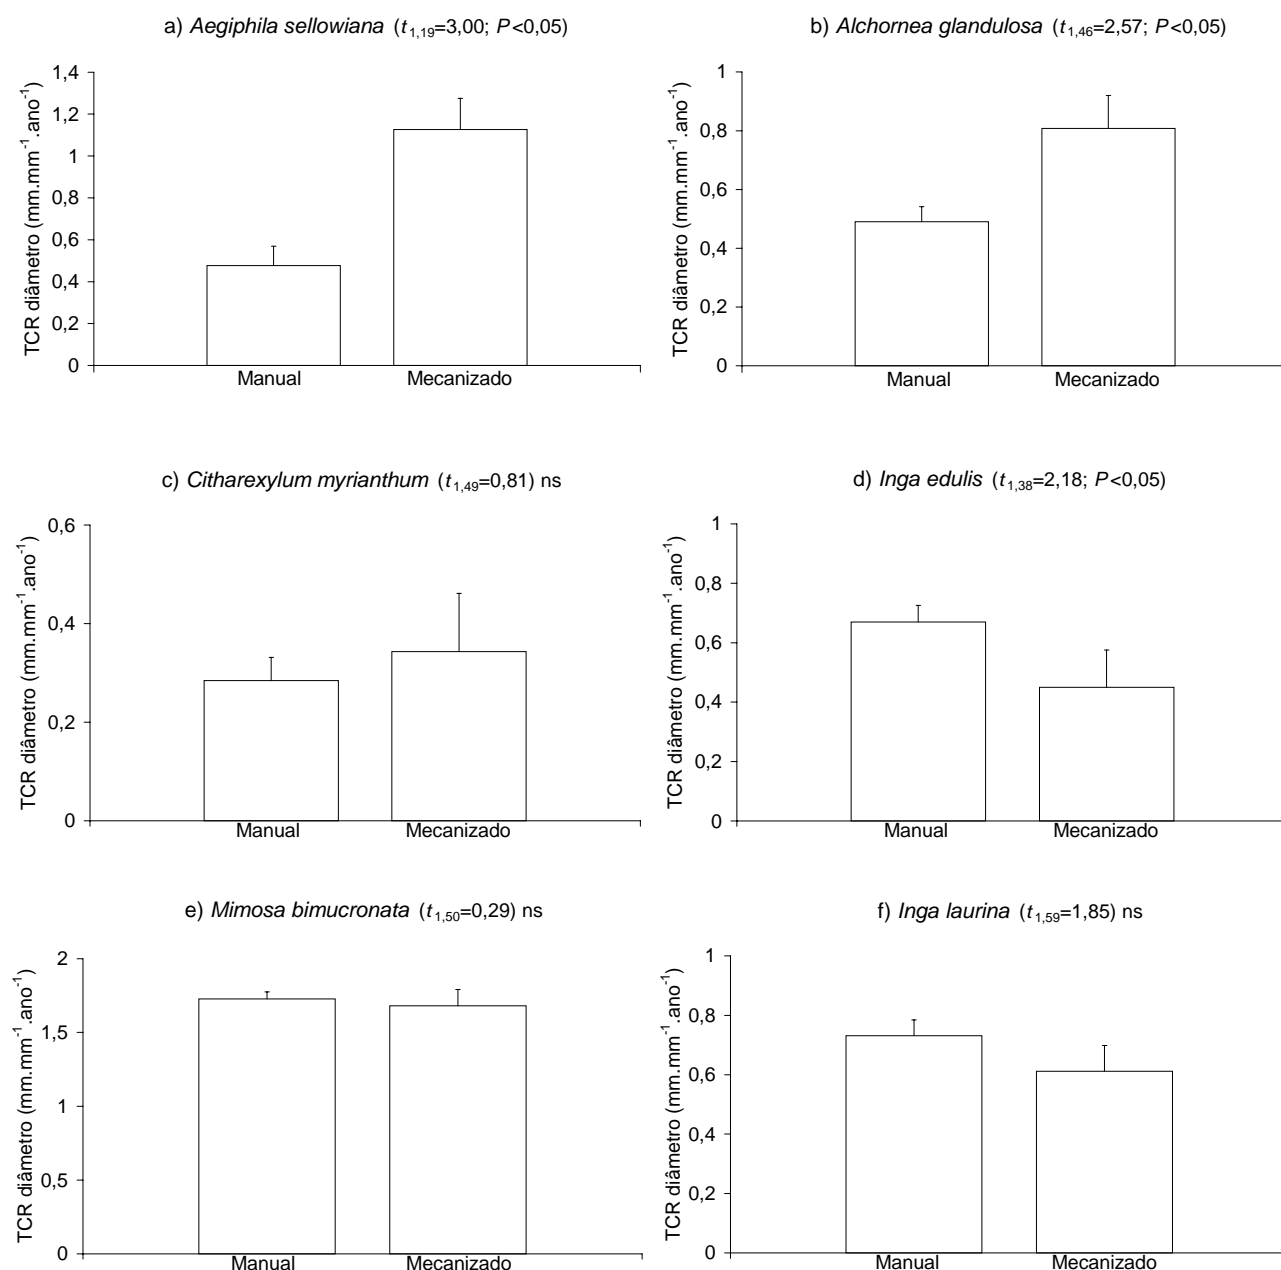 a) Aegiphila sellowiana (t1,19=3,00; P<0,05)
TCR diâmetro (mm.mm-1.ano-1)
1,4
1,2
1
0,8
0,6
0,4
0,2
0
Manual Mecanizado
b) Alchornea glandulosa (t1,46=2,57; P<0,05)
TCR diâmetro (mm.mm-1.ano-1)
1
0,8
0,6
0,4
0,2
0
Manual Mecanizado
c) Citharexylum myrianthum (t1,49=0,81) ns
TCR diâmetro (mm.mm-1.ano-1)
0,6
0,4
0,2
0
Manual Mecanizado
d) Inga edulis (t1,38=2,18; P<0,05)
TCR diâmetro (mm.mm-1.ano-1)
1
0,8
0,6
0,4
0,2
0
Manual Mecanizado
e) Mimosa bimucronata (t1,50=0,29) ns
TCR diâmetro (mm.mm-1.ano-1)
2
1,5
1
0,5
0
Manual Mecanizado
f) Inga laurina (t1,59=1,85) ns
TCR diâmetro (mm.mm-1.ano-1)
1
0,8
0,6
0,4
0,2
0
Manual Mecanizado